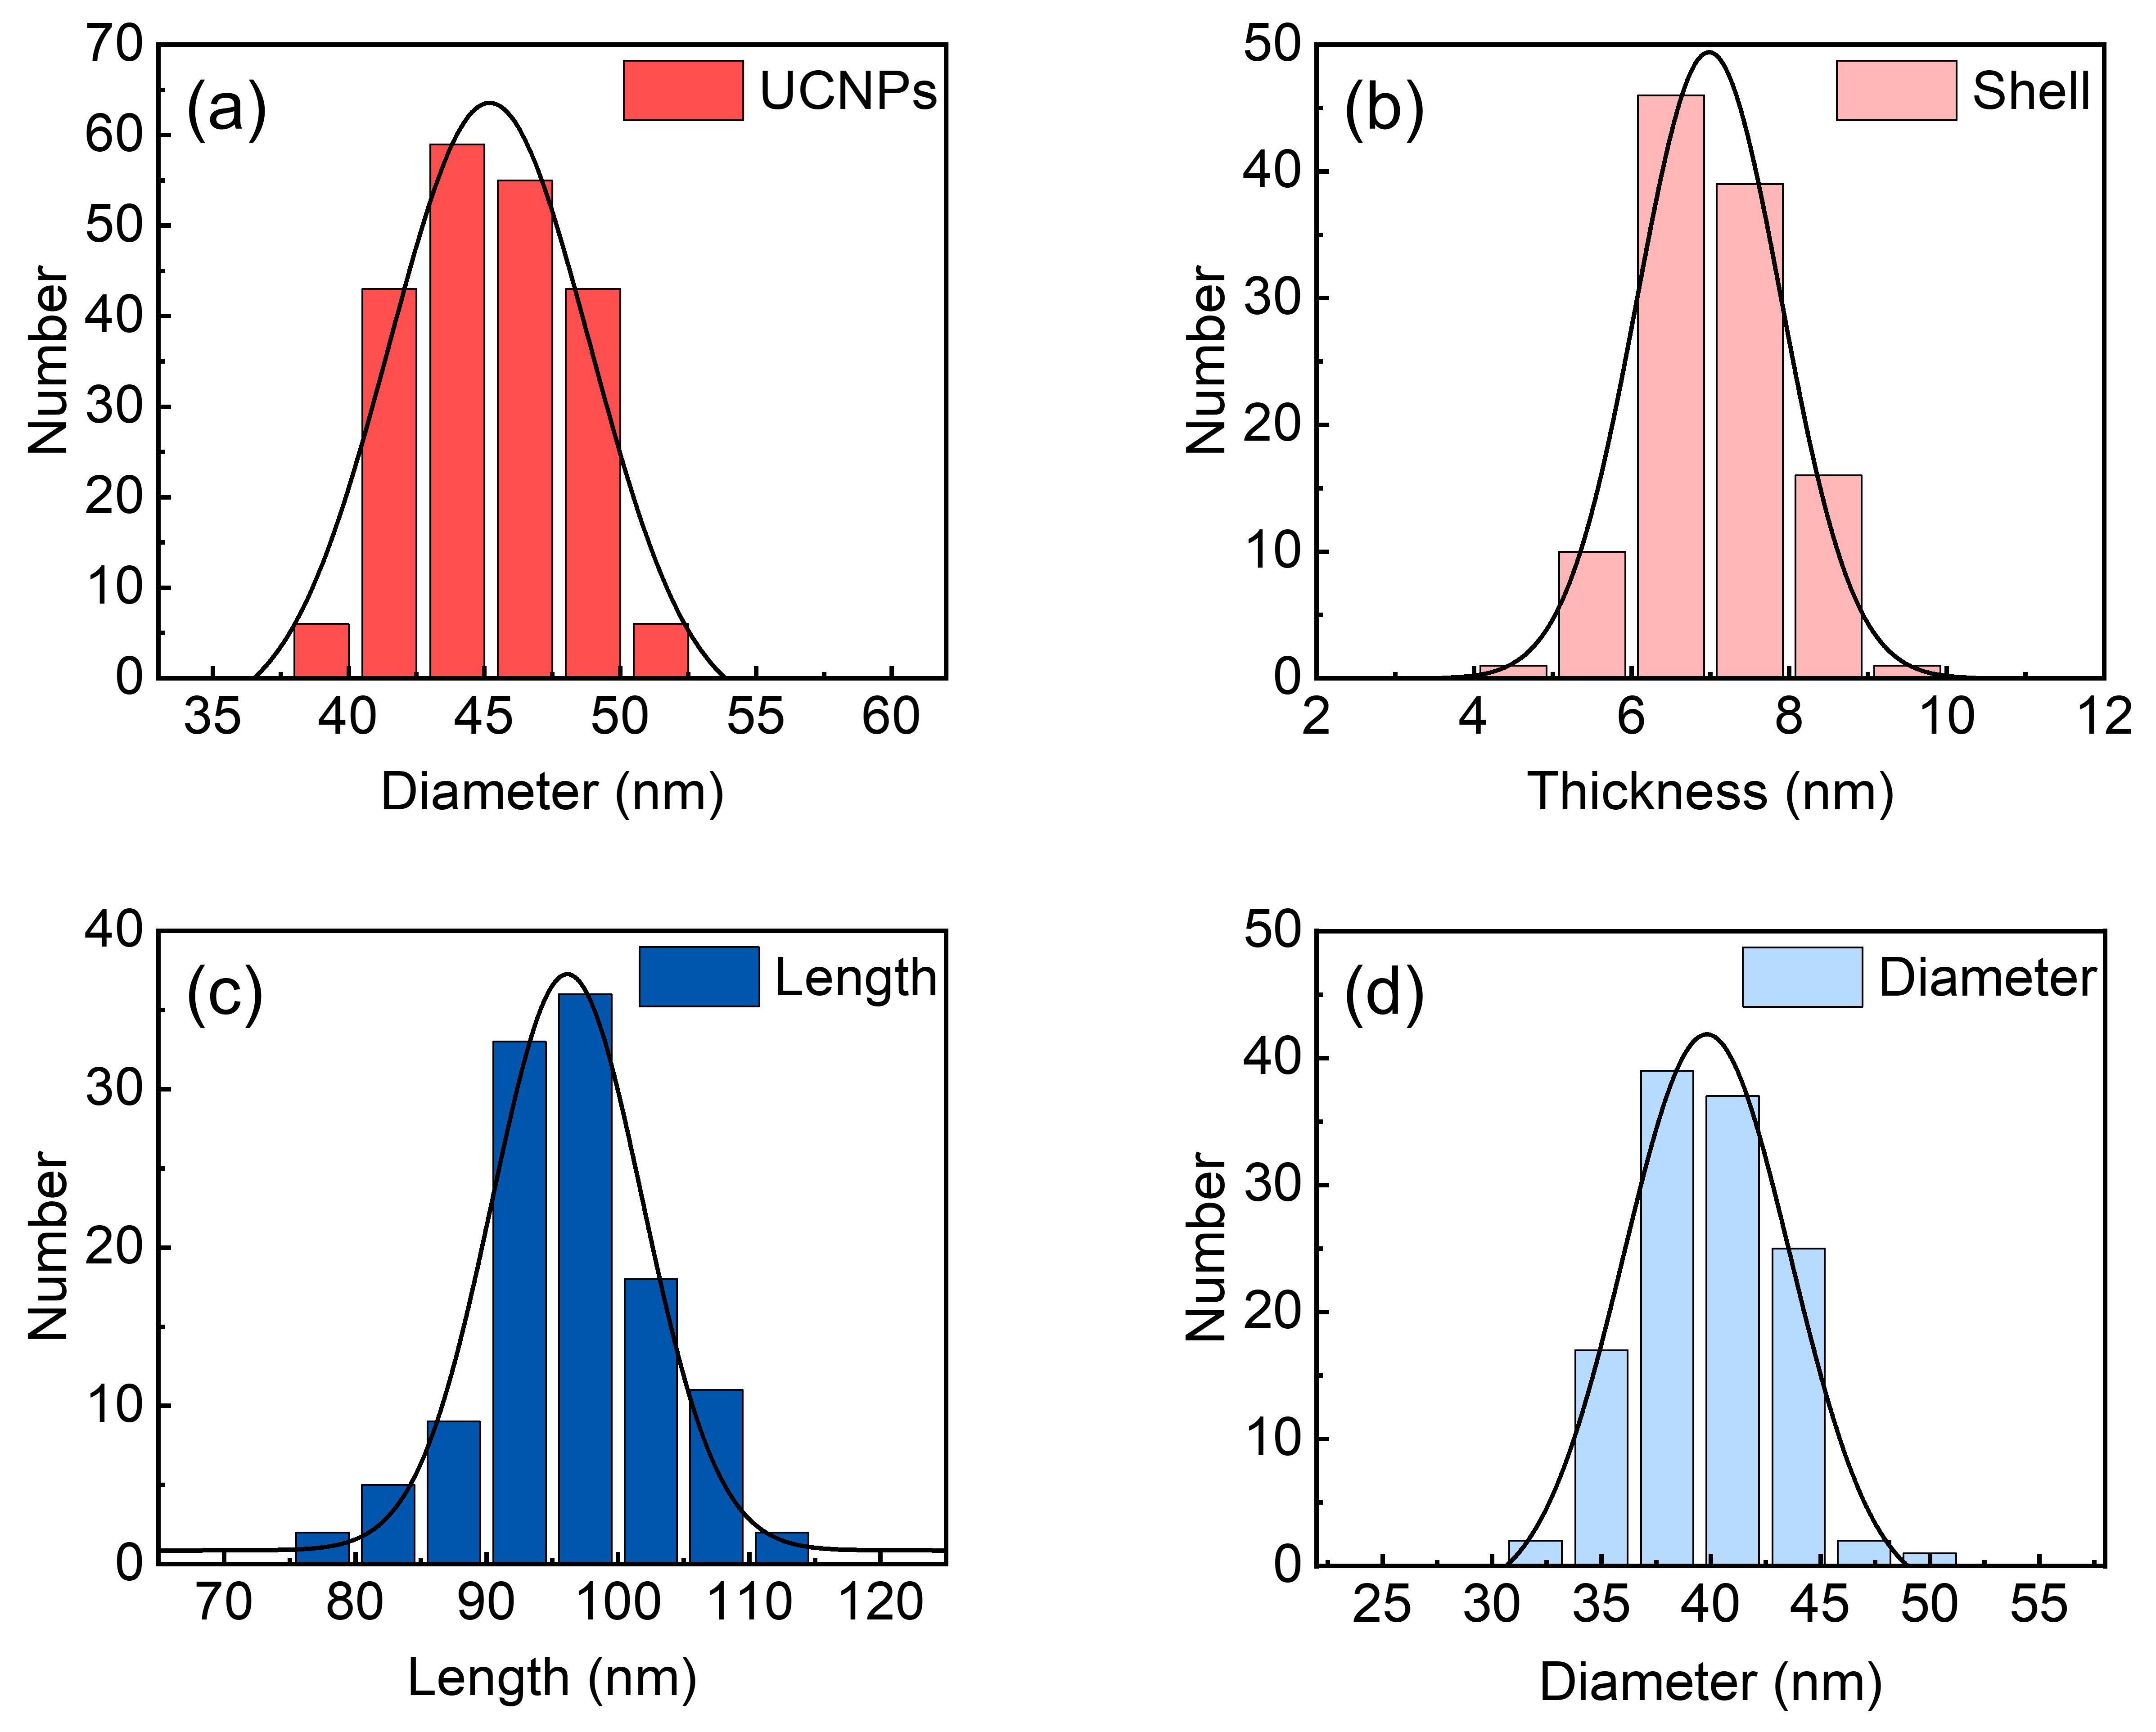 (a)
UCNPs
70
60
50
40
30
20
10
0
Number
35 40 45 50 55 60
Diameter (nm)
(b)
Shell
50
40
30
20
10
0
Number
2 4 6 8 10 12
Thickness (nm)
(c)
Length
40
30
20
10
0
Number
70 80 90 100 110 120
Length (nm)
(d)
Diameter
50
40
30
20
10
0
Number
25 30 35 40 45 50 55
Diameter (nm)